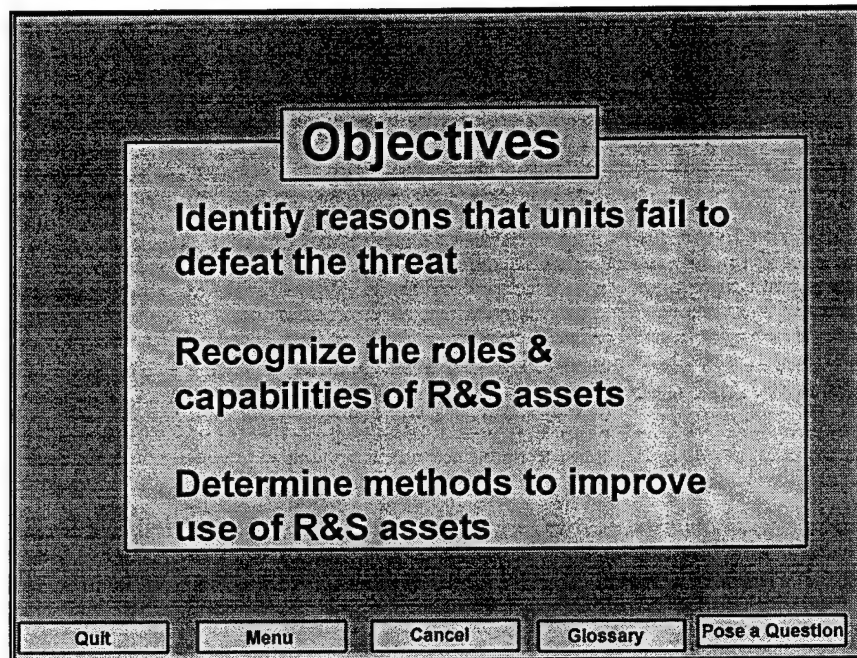 Objectives
Identify reasons that units fail to
defeat the threat
Recognize the roles &
capabilities of R&S assets
Determine methods to improve
use of R&S assets
Quit
Menu
Cancel
Glossary
Pose a Question